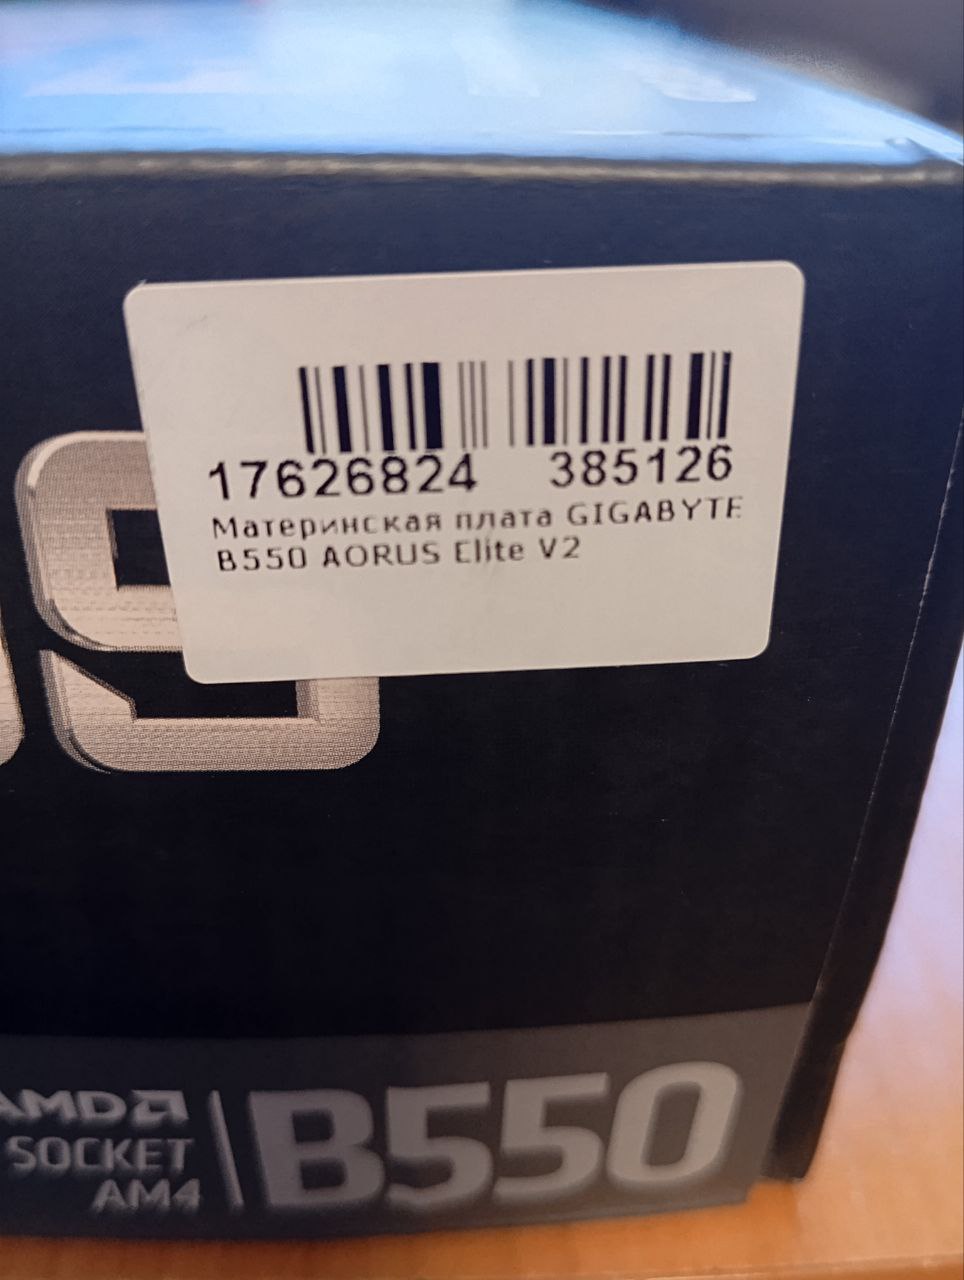 17626824 385126
Материнская плата GIGABYTE
B550 AORUS Elite V2
AMD
SOCKET
AM4
B550